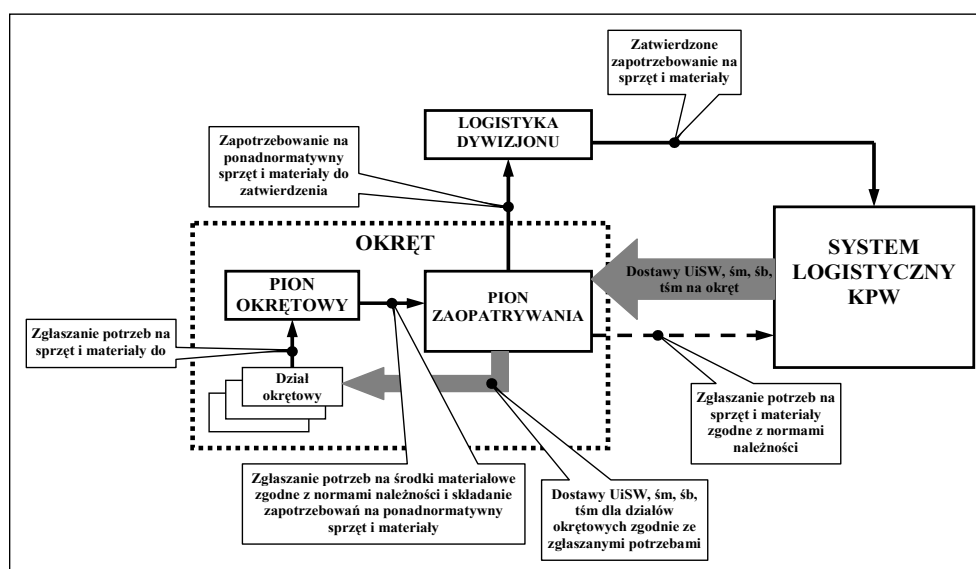 Zatwierdzone
zapotrzebowanie na
sprzęt i materiały
LOGISTYKA
DYWIZJONU
Zapotrzebowanie na
ponadnormatywny
sprzęt i materiały do
zatwierdzenia
OKRĘT
SYSTEM
LOGISTYCZNY
KPW
Dostawy UiSW, śm, śb,
tśm na okręt
PION
OKRĘTOWY
PION
ZAOPATRYWANIA
Zgłaszanie potrzeb na
sprzęt i materiały do
Dział
okrętowy
Zgłaszanie potrzeb na
sprzęt i materiały
zgodne z normami
należności
Zgłaszanie potrzeb na środki materiałowe
zgodne z normami należności i składanie
zapotrzebowań na ponadnormatywny
sprzęt i materiały
Dostawy UiSW, śm, śb,
tśm dla działów
okrętowych zgodnie ze
zgłaszanymi potrzebami